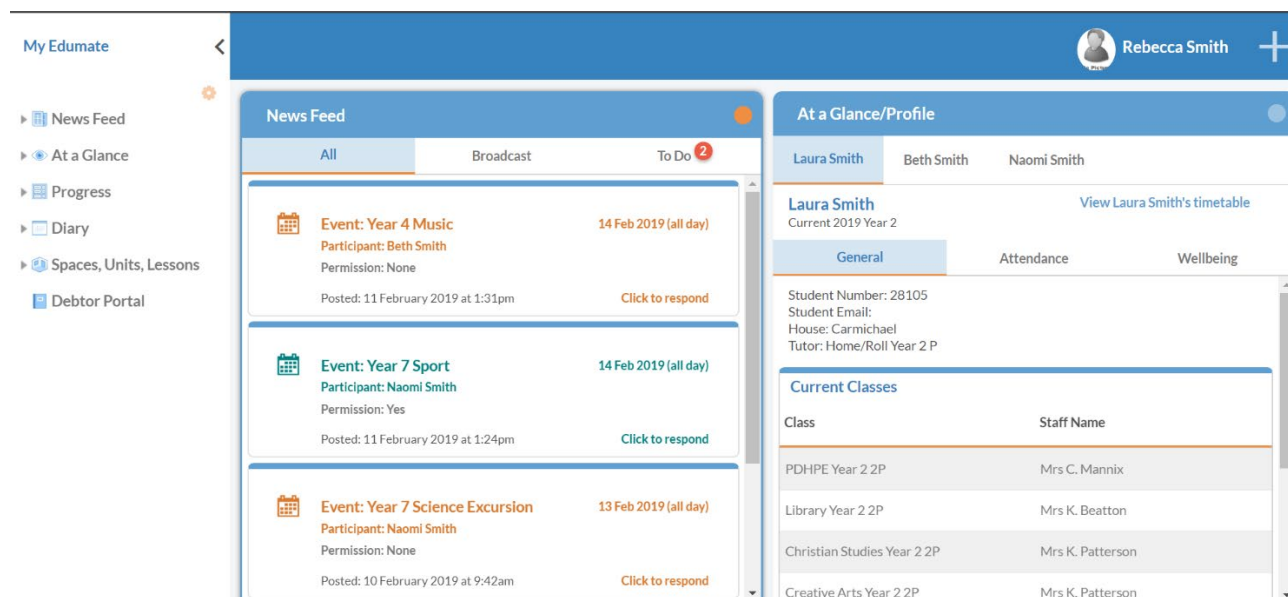 My Edumate
Rebecca Smith
News Feed
At a Glance
Progress
Diary
Spaces, Units, Lessons
Debtor Portal
News Feed
All Broadcast To Do 2
Event: Year 4 Music 14 Feb 2019 (all day)
Participant: Beth Smith
Permission: None
Posted: 11 February 2019 at 1:31pm Click to respond
Event: Year 7 Sport 14 Feb 2019 (all day)
Participant: Naomi Smith
Permission: Yes
Posted: 11 February 2019 at 1:24pm Click to respond
Event: Year 7 Science Excursion 13 Feb 2019 (all day)
Participant: Naomi Smith
Permission: None
Posted: 10 February 2019 at 9:42am Click to respond
At a Glance/Profile
Laura Smith Beth Smith Naomi Smith
Laura Smith View Laura Smith's timetable
Current 2019 Year 2
General Attendance Wellbeing
Student Number: 28105
Student Email:
House: Carmichael
Tutor: Home/Roll Year 2 P
Current Classes
Class Staff Name
PDHPE Year 2 2P Mrs C. Mannix
Library Year 2 2P Mrs K. Beatton
Christian Studies Year 2 2P Mrs K. Patterson
Creative Arts Year 2 2P Mrs K. Patterson